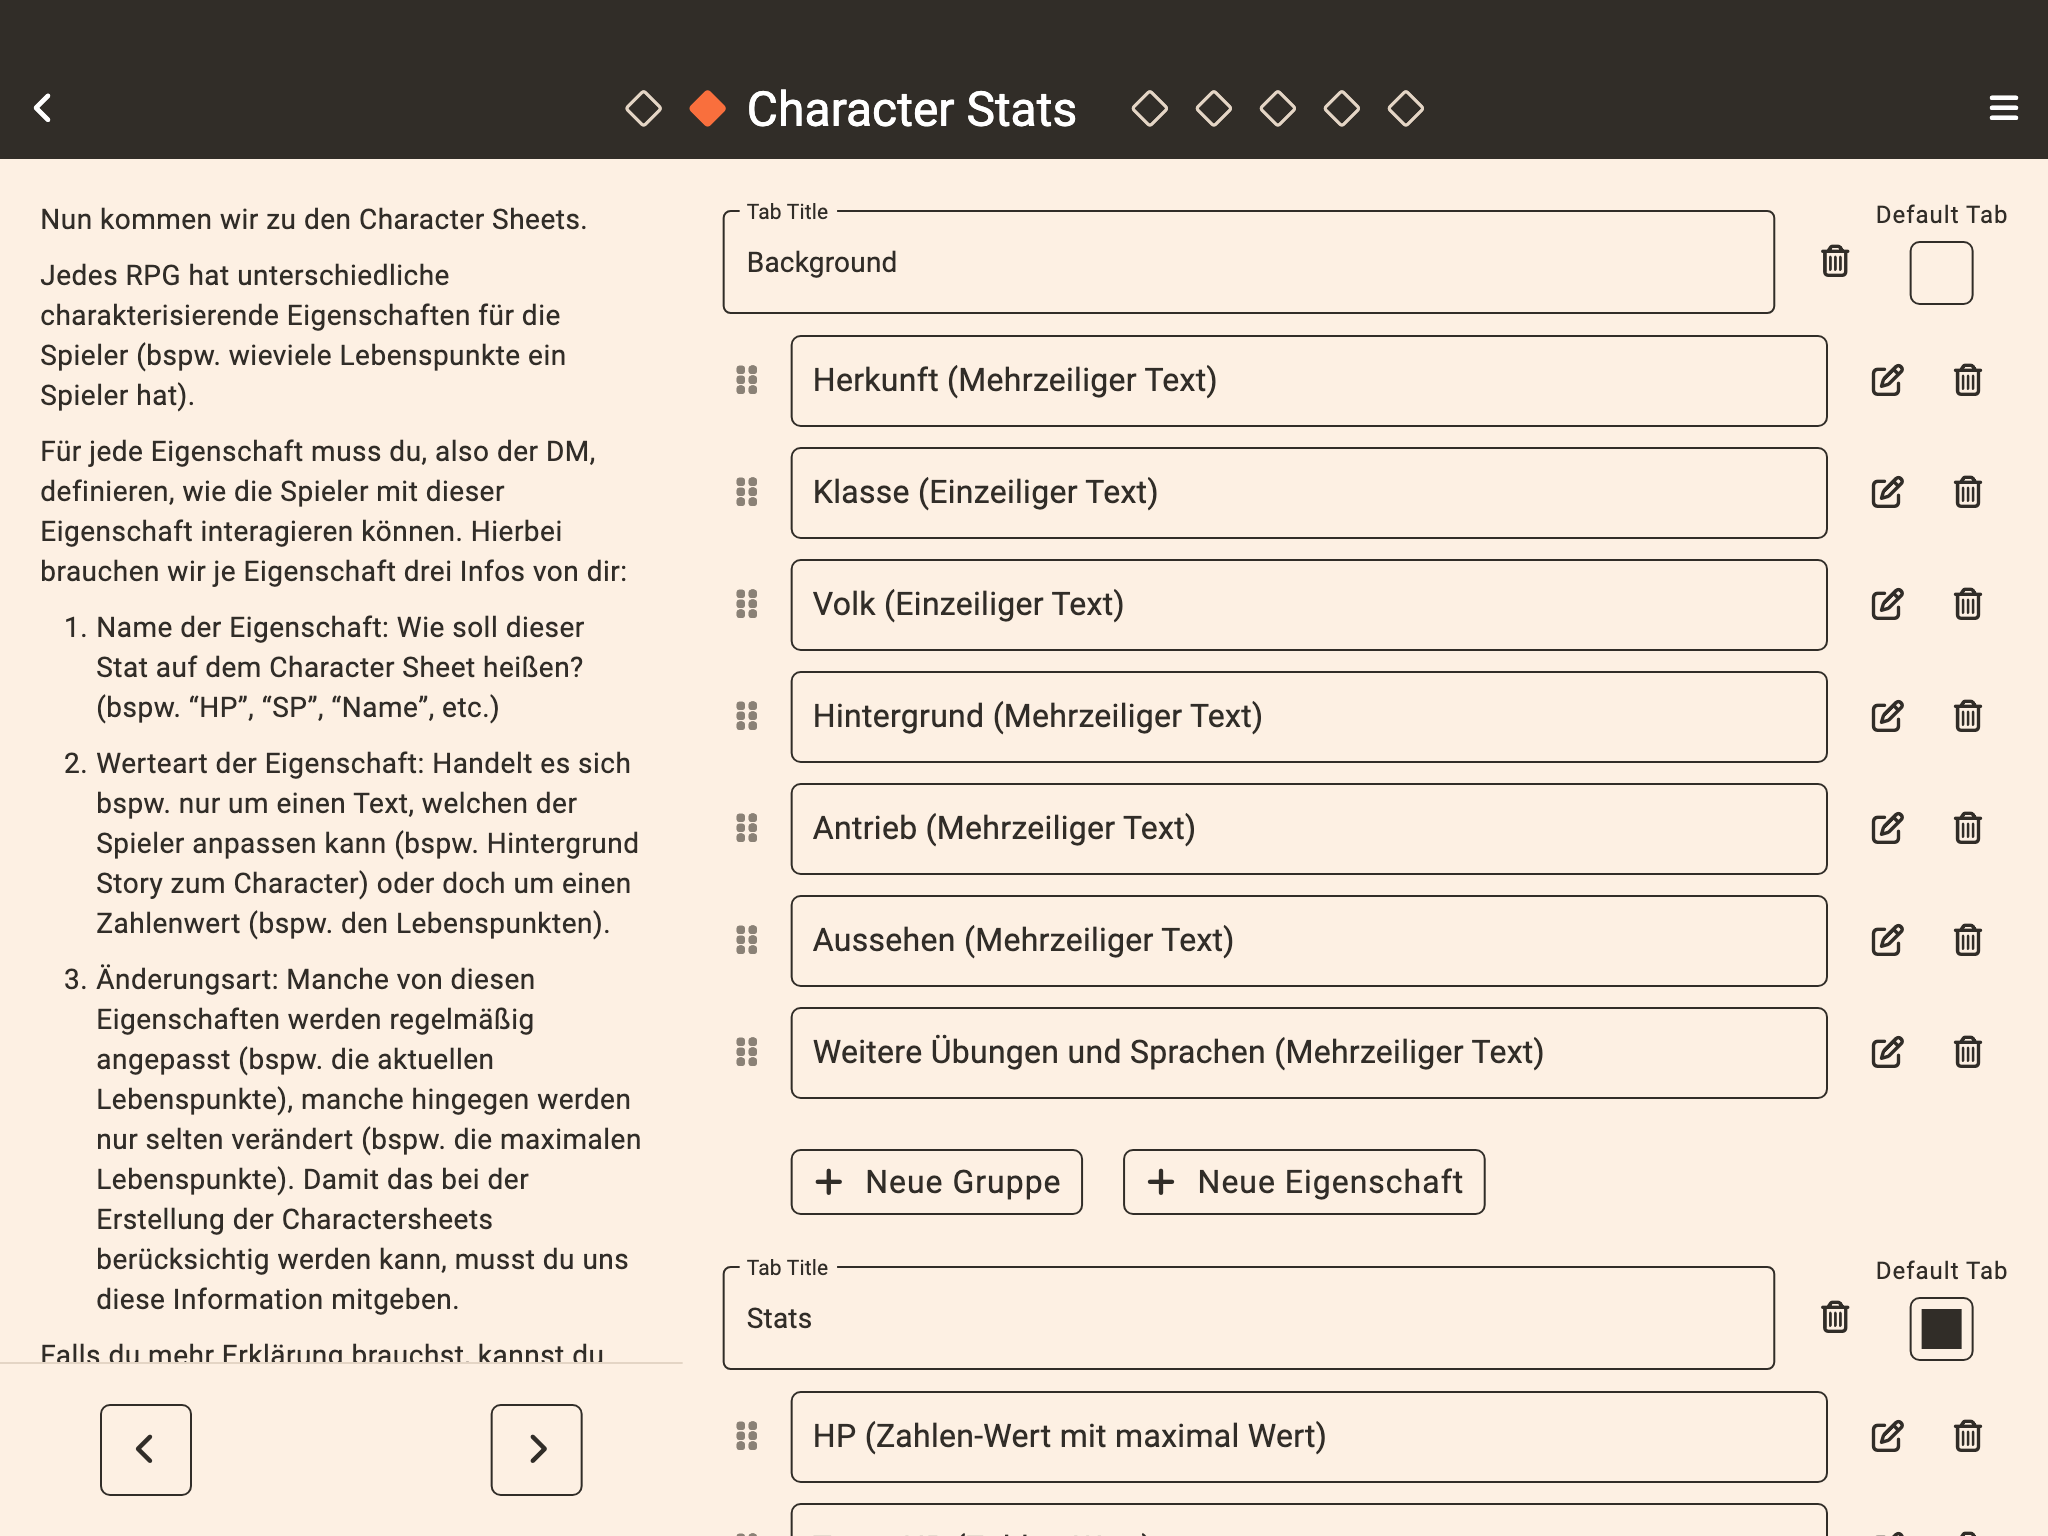 Character Stats
Nun kommen wir zu den Character Sheets.
Jedes RPG hat unterschiedliche
charakterisierende Eigenschaften für die
Spieler (bspw. wieviele Lebenspunkte ein
Spieler hat).
Für jede Eigenschaft muss du, also der DM,
definieren, wie die Spieler mit dieser
Eigenschaft interagieren können. Hierbei
brauchen wir je Eigenschaft drei Infos von dir:
1. Name der Eigenschaft: Wie soll dieser
Stat auf dem Character Sheet heißen?
(bspw. “HP”, “SP”, “Name”, etc.)
2. Werteart der Eigenschaft: Handelt es sich
bspw. nur um einen Text, welchen der
Spieler anpassen kann (bspw. Hintergrund
Story zum Character) oder doch um einen
Zahlenwert (bspw. den Lebenspunkten).
3. Änderungsart: Manche von diesen
Eigenschaften werden regelmäßig
angepasst (bspw. die aktuellen
Lebenspunkte), manche hingegen werden
nur selten verändert (bspw. die maximalen
Lebenspunkte). Damit das bei der
Erstellung der Charactersheets
berücksichtig werden kann, musst du uns
diese Information mitgeben.
Falls du mehr Erklärung brauchst, kannst du
Tab Title
Background
Default Tab
Herkunft (Mehrzeiliger Text)
Klasse (Einzeiliger Text)
Volk (Einzeiliger Text)
Hintergrund (Mehrzeiliger Text)
Antrieb (Mehrzeiliger Text)
Aussehen (Mehrzeiliger Text)
Weitere Übungen und Sprachen (Mehrzeiliger Text)
Neue Gruppe
Neue Eigenschaft
Tab Title
Stats
Default Tab
HP (Zahlen-Wert mit maximal Wert)